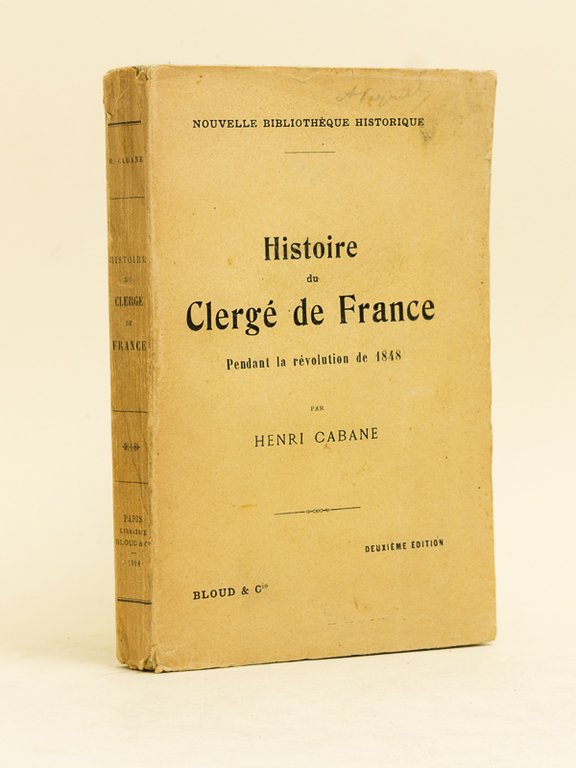 NOUVELLE BIBLIOTHÈQUE HISTORIQUE
Histoire
du
Clergé de France
Pendant la révolution de 1848
PAR
HENRI CABANE
DEUXIÈME ÉDITION
BLOUD & Cie
H. CABANE
HISTOIRE
DU
CLERGÉ
DE
FRANCE
PARIS
LIBRAIRIE
BLOUD & Cie